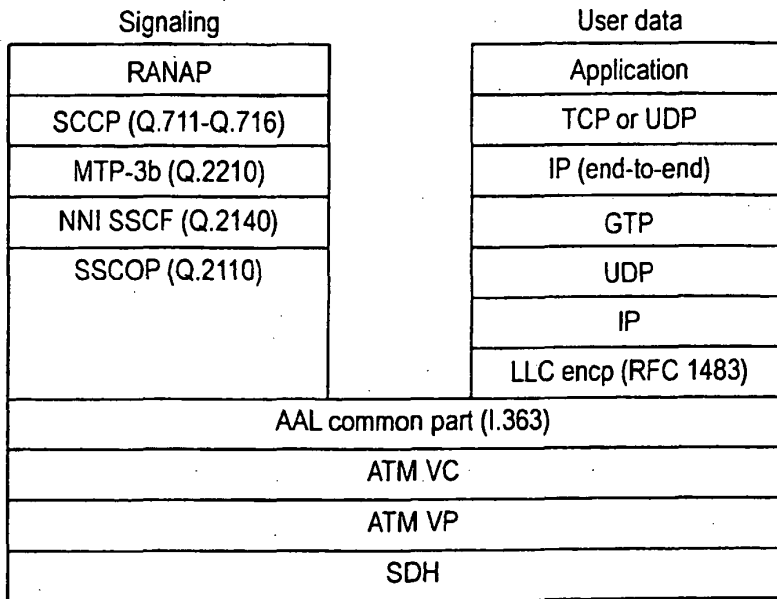 Signaling
RANAP
SCCP (Q.711-Q.716)
MTP-3b (Q.2210)
NNI SSCF (Q.2140)
SSCOP (Q.2110)
User data
Application
TCP or UDP
IP (end-to-end)
GTP
UDP
IP
LLC encp (RFC 1483)
AAL common part (I.363)
ATM VC
ATM VP
SDH